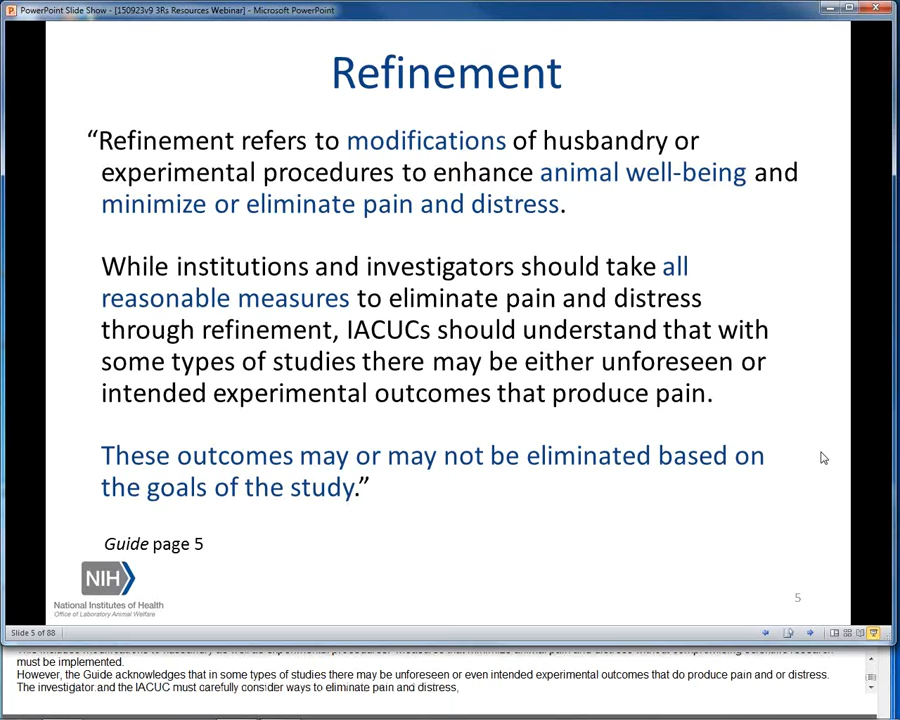 PowerPoint Slide Show - [150923v9 3Rs Resources Webinar] - Microsoft PowerPoint
Refinement
“Refinement refers to modifications of husbandry or
experimental procedures to enhance animal well-being and
minimize or eliminate pain and distress.
While institutions and investigators should take all
reasonable measures to eliminate pain and distress
through refinement, IACUCs should understand that with
some types of studies there may be either unforeseen or
intended experimental outcomes that produce pain.
These outcomes may or may not be eliminated based on
the goals of the study.”
Guide page 5
NIH
National Institutes of Health
Office of Laboratory Animal Welfare
5
Slide 5 of 88
must be implemented.
However, the Guide acknowledges that in some types of studies there may be unforeseen or even intended experimental outcomes that do produce pain and or distress.
The investigator and the IACUC must carefully consider ways to eliminate pain and distress,